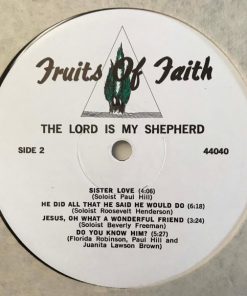 Fruits Of Faith
THE LORD IS MY SHEPHERD
SIDE 2
44040
SISTER LOVE (4:06)
(Soloist Paul Hill)
HE DID ALL THAT HE SAID HE WOULD DO (6:18)
(Soloist Roosevelt Henderson)
JESUS, OH WHAT A WONDERFUL FRIEND (3:24)
(Soloist Beverly Freeman)
DO YOU KNOW HIM? (5:27)
(Florida Robinson, Paul Hill and
Juanita Lawson Brown)